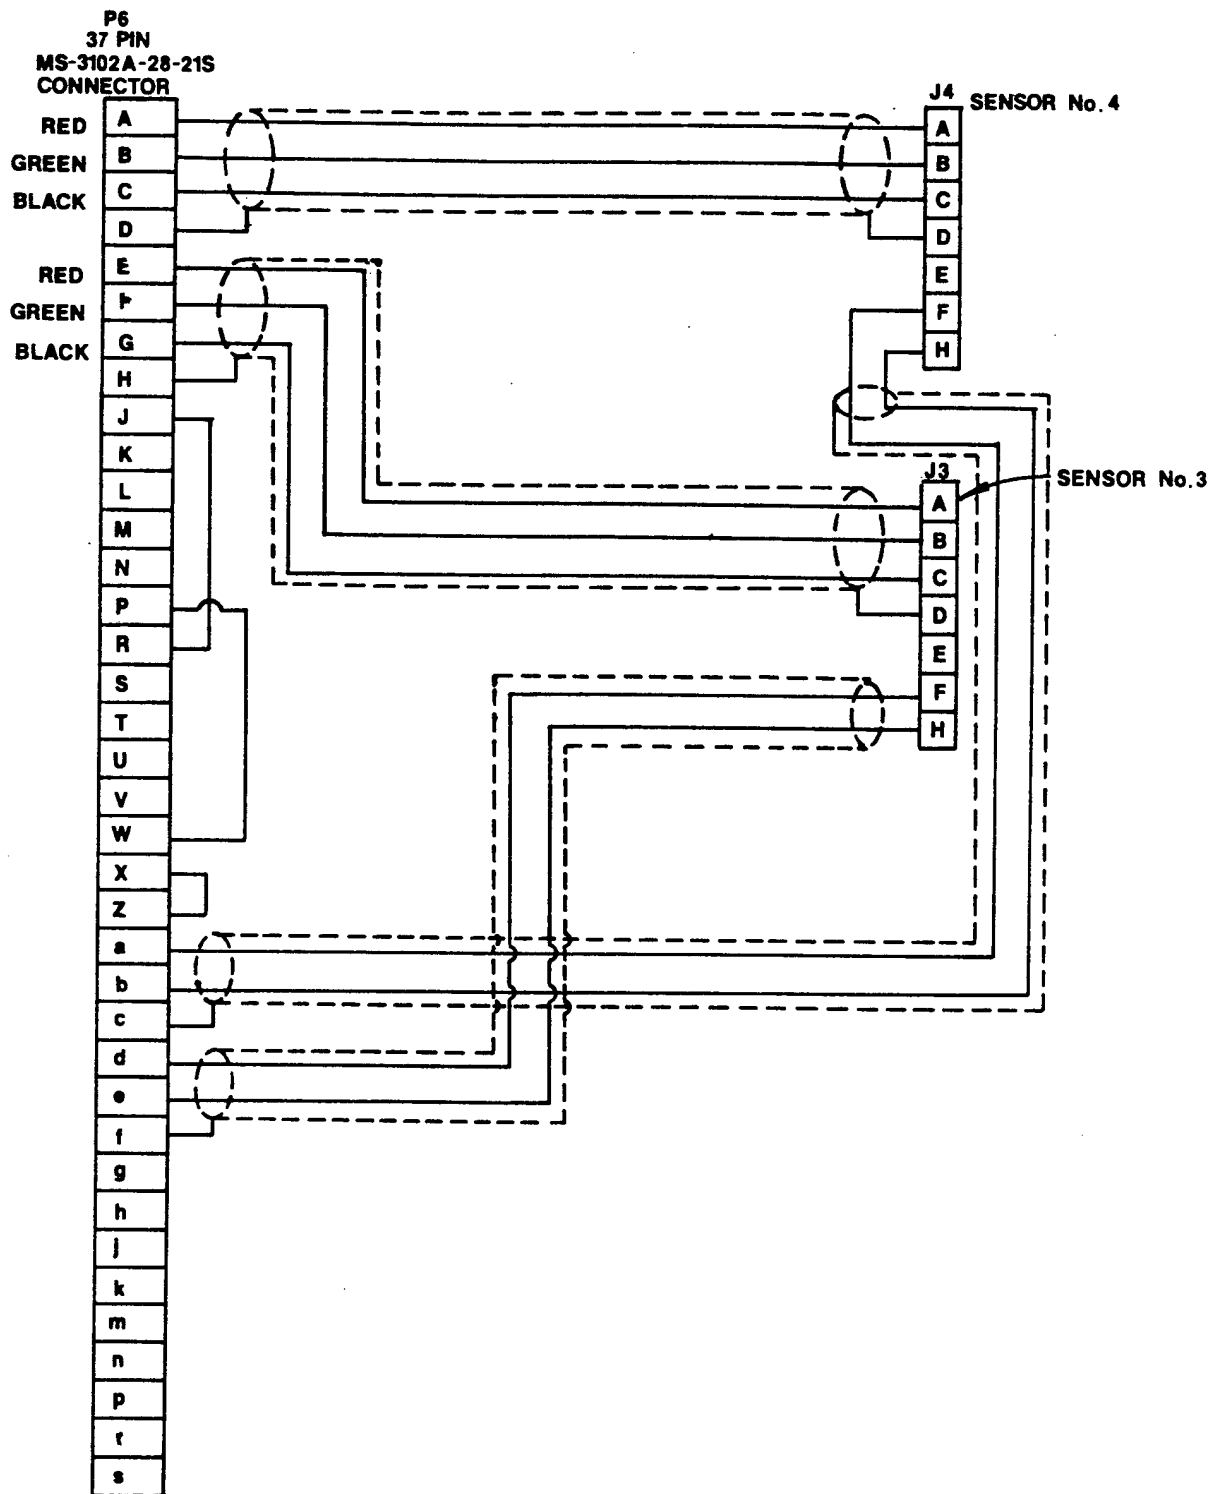 P6
37 PIN
MS-3102A-28-21S
CONNECTOR
J4 SENSOR No. 4
RED A
GREEN B
BLACK C
D
RED E
GREEN F
BLACK G
H
J
K
L
M
N
P
R
S
T
U
V
W
X
Z
a
b
c
d
e
f
g
h
j
k
m
n
p
r
s
A
B
C
D
E
F
H
J3
SENSOR No. 3
A
B
C
D
E
F
H